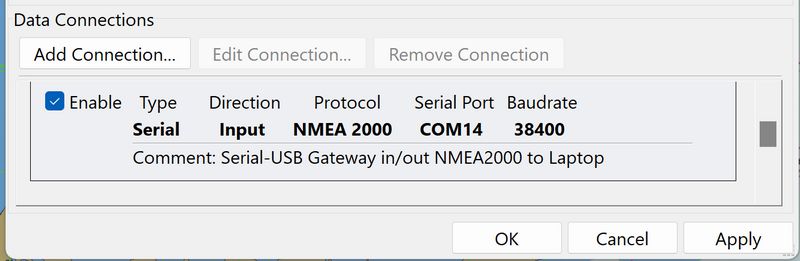 Data Connections
Add Connection... Edit Connection... Remove Connection
Enable Type Direction Protocol Serial Port Baudrate
Serial Input NMEA 2000 COM14 38400
Comment: Serial-USB Gateway in/out NMEA2000 to Laptop
OK Cancel Apply